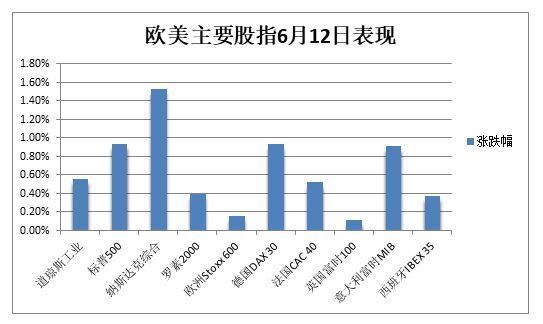 欧美主要股指6月12日表现
1.80%
1.60%
1.40%
1.20%
1.00%
0.80%
0.60%
0.40%
0.20%
0.00%
涨跌幅
道琼斯工业
标普500
纳斯达克综合
罗素2000
欧洲Stoxx 600
德国DAX 30
法国CAC 40
英国富时100
意大利富时MIB
西班牙IBEX 35